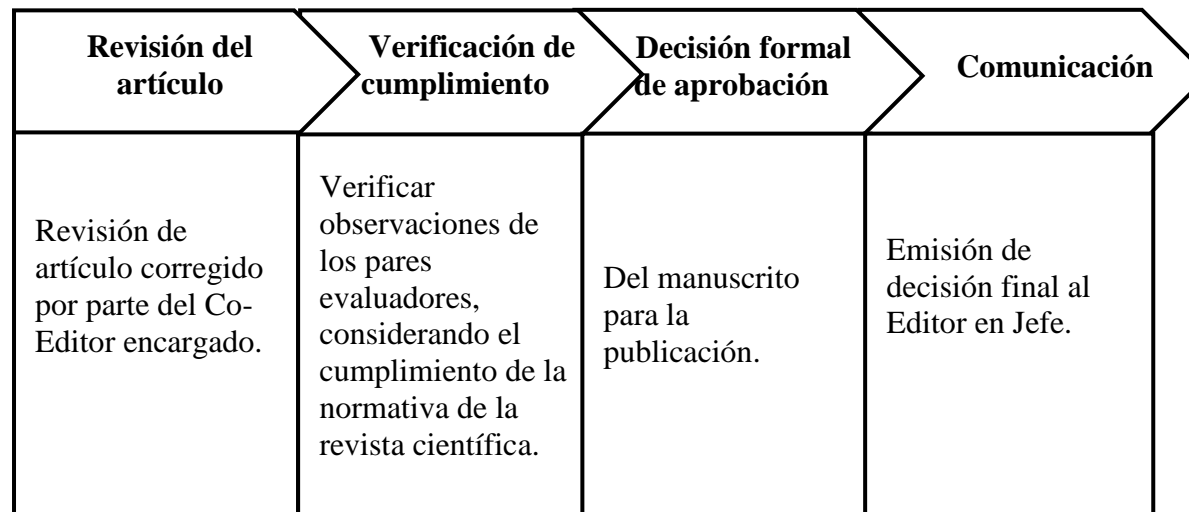 Revisión del
artículo
Verificación de
cumplimiento
Decisión formal
de aprobación
Comunicación
Revisión de
artículo corregido
por parte del Co-
Editor encargado.
Verificar
observaciones de
los pares
evaluadores,
considerando el
cumplimiento de la
normativa de la
revista científica.
Del manuscrito
para la
publicación.
Emisión de
decisión final al
Editor en Jefe.